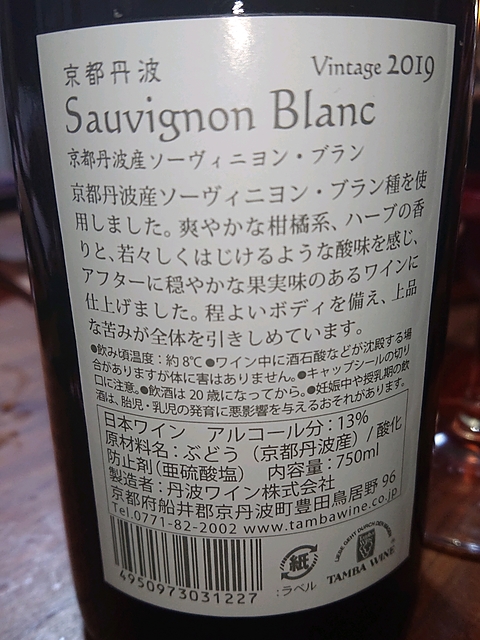 京都丹波
Vintage 2019
Sauvignon Blanc
京都丹波産ソーヴィニヨン・ブラン
京都丹波産ソーヴィニヨン・ブラン種を使
用しました。爽やかな柑橘系、ハーブの香
りと、若々しくはじけるような酸味を感じ、
アフターに穏やかな果実味のあるワインに
仕上げました。程よいボディを備え、上品
な苦みが全体を引きしめています。
●飲み頃温度：約8℃ ●ワイン中に酒石酸などが沈殿する場
合がありますが体に害はありません。●キャップシールの切り
口に注意。●飲酒は20歳になってから。●妊娠中や授乳期の飲
酒は、胎児・乳児の発育に悪影響を与えるおそれがあります。
日本ワイン アルコール分：13%
原材料名：ぶどう（京都丹波産）/ 酸化
防止剤（亜硫酸塩） 内容量：750ml
製造者：丹波ワイン株式会社
京都府船井郡京丹波町豊田鳥居野 96
Tel.0771-82-2002 www.tambawine.co.jp
4950973031227
紙
：ラベル
LIEBE GEHT DURCH DEN MAGEN
TAMBA WINE